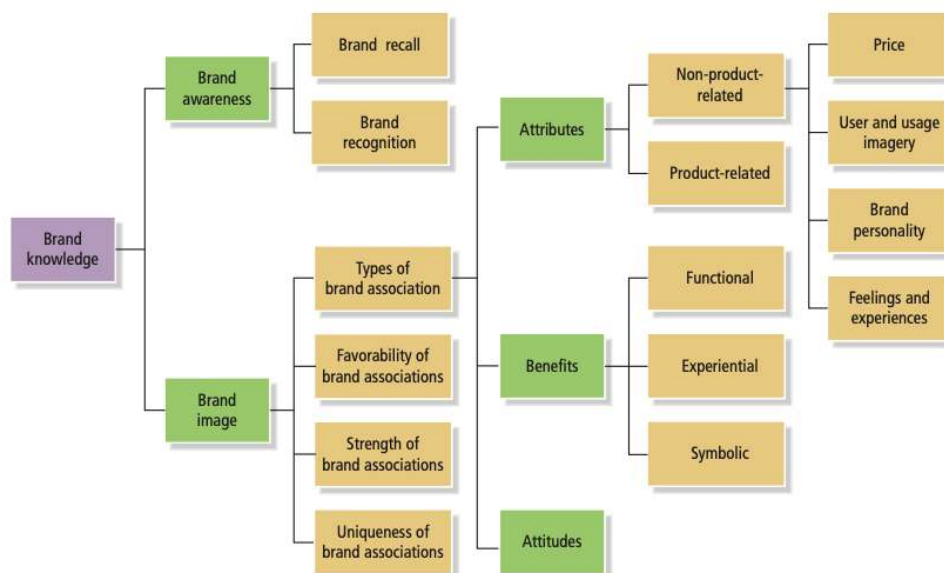 Brand
knowledge
Brand
awareness
Brand recall
Brand
recognition
Brand
image
Types of
brand association
Favorability of
brand associations
Strength of
brand associations
Uniqueness of
brand associations
Attributes
Non-product-
related
Price
User and usage
imagery
Brand
personality
Feelings and
experiences
Product-related
Benefits
Functional
Experiential
Symbolic
Attitudes